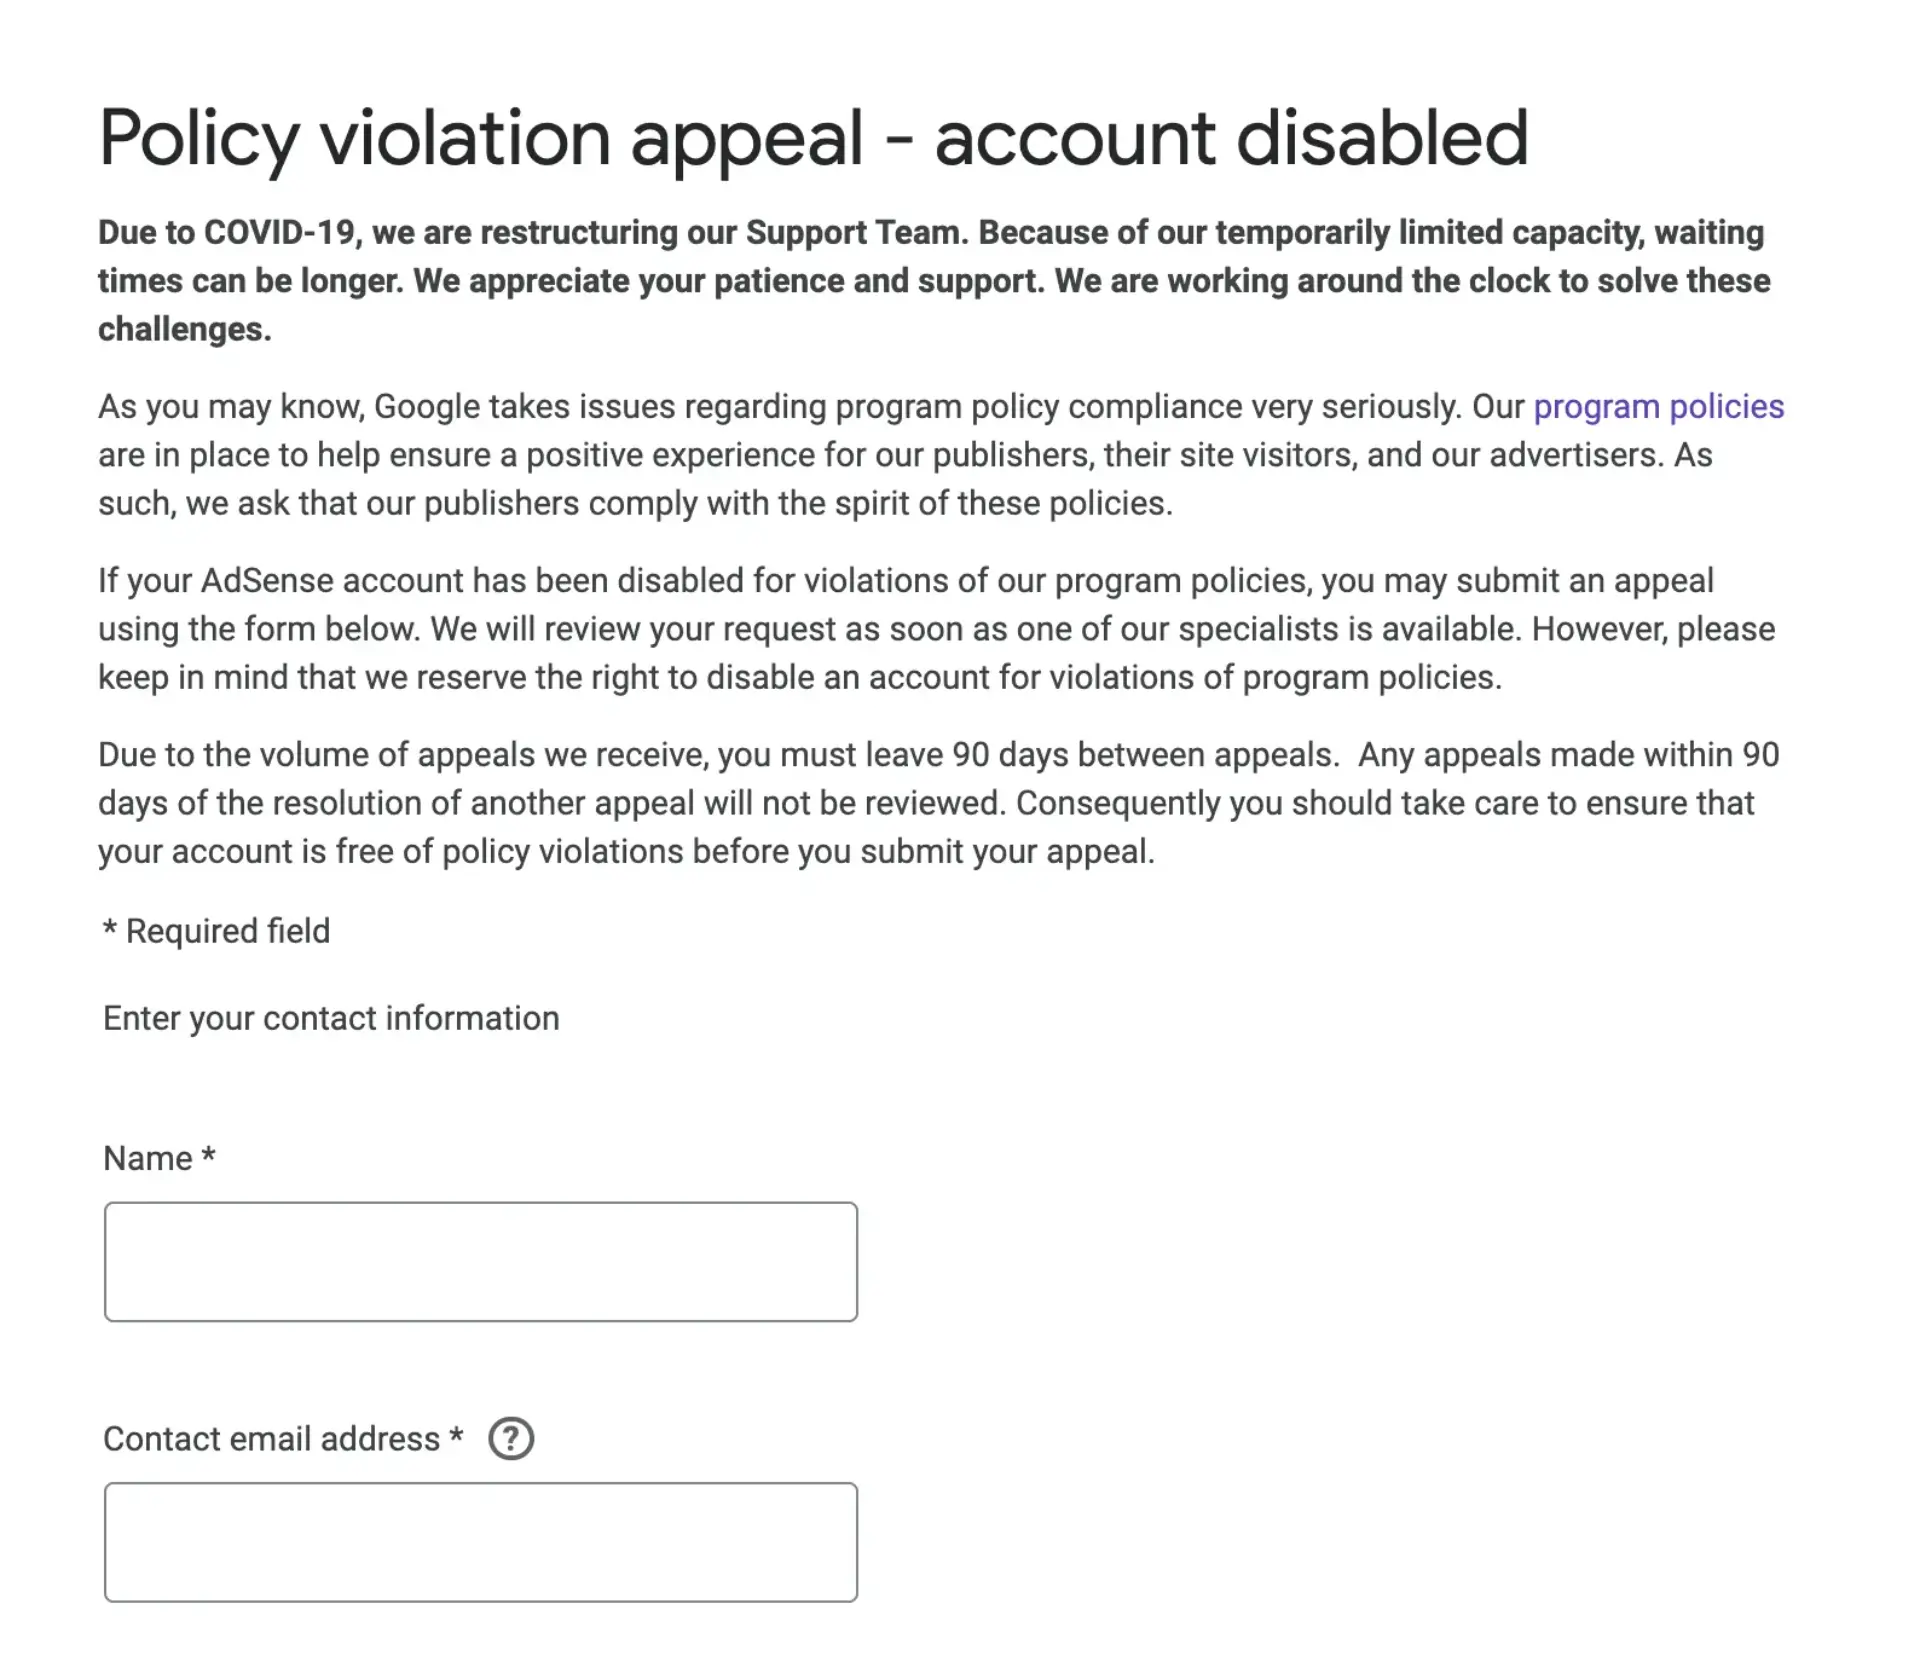 Policy violation appeal - account disabled
Due to COVID-19, we are restructuring our Support Team. Because of our temporarily limited capacity, waiting
times can be longer. We appreciate your patience and support. We are working around the clock to solve these
challenges.
As you may know, Google takes issues regarding program policy compliance very seriously. Our program policies
are in place to help ensure a positive experience for our publishers, their site visitors, and our advertisers. As
such, we ask that our publishers comply with the spirit of these policies.
If your AdSense account has been disabled for violations of our program policies, you may submit an appeal
using the form below. We will review your request as soon as one of our specialists is available. However, please
keep in mind that we reserve the right to disable an account for violations of program policies.
Due to the volume of appeals we receive, you must leave 90 days between appeals.  Any appeals made within 90
days of the resolution of another appeal will not be reviewed. Consequently you should take care to ensure that
your account is free of policy violations before you submit your appeal.
* Required field
Enter your contact information
Name *
Contact email address * ?